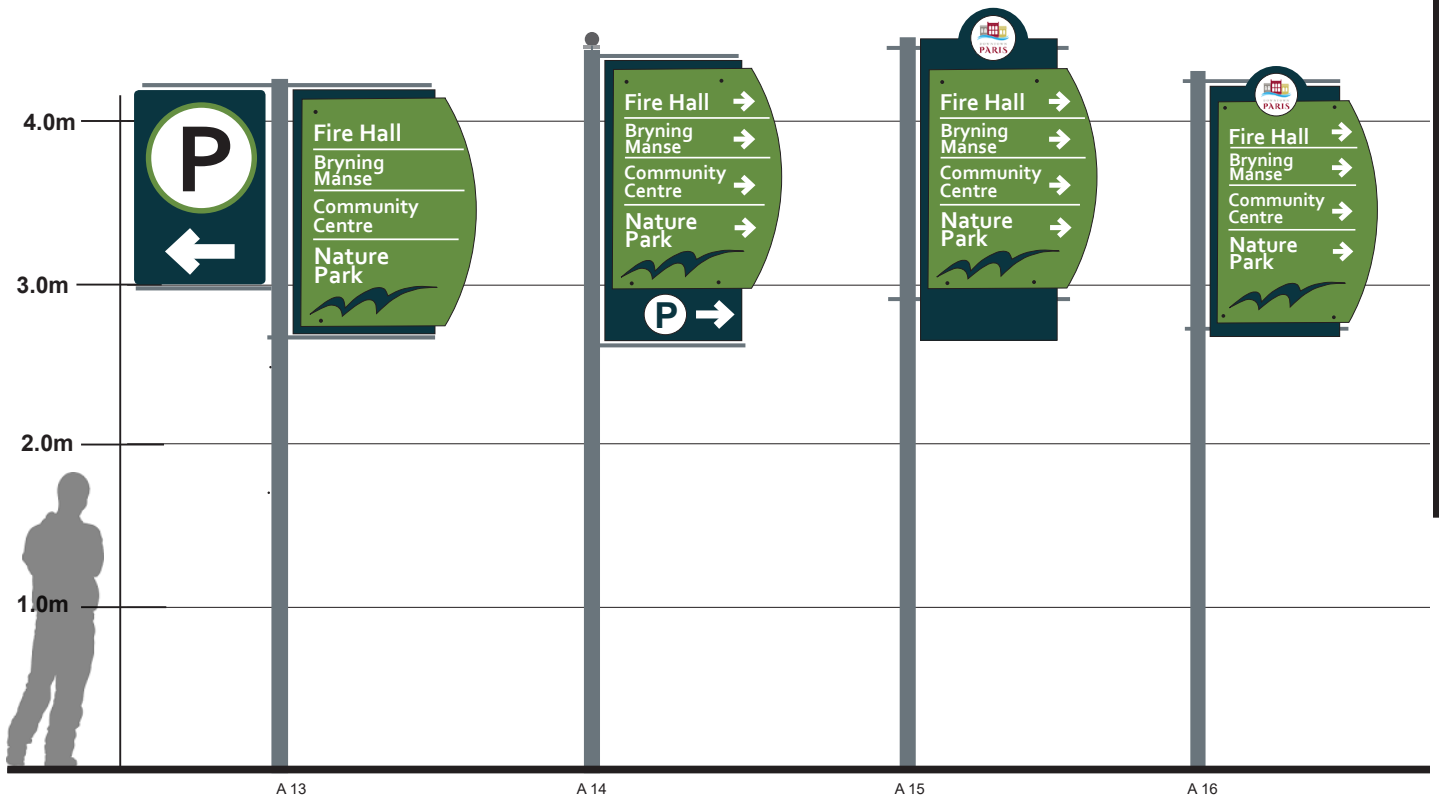 4.0m
3.0m
2.0m
1.0m
P
Fire Hall
Bryning
Manse
Community
Centre
Nature
Park
Fire Hall
Bryning
Manse
Community
Centre
Nature
Park
P
PARIS
Fire Hall
Bryning
Manse
Community
Centre
Nature
Park
PARIS
Fire Hall
Bryning
Manse
Community
Centre
Nature
Park
A 13
A 14
A 15
A 16